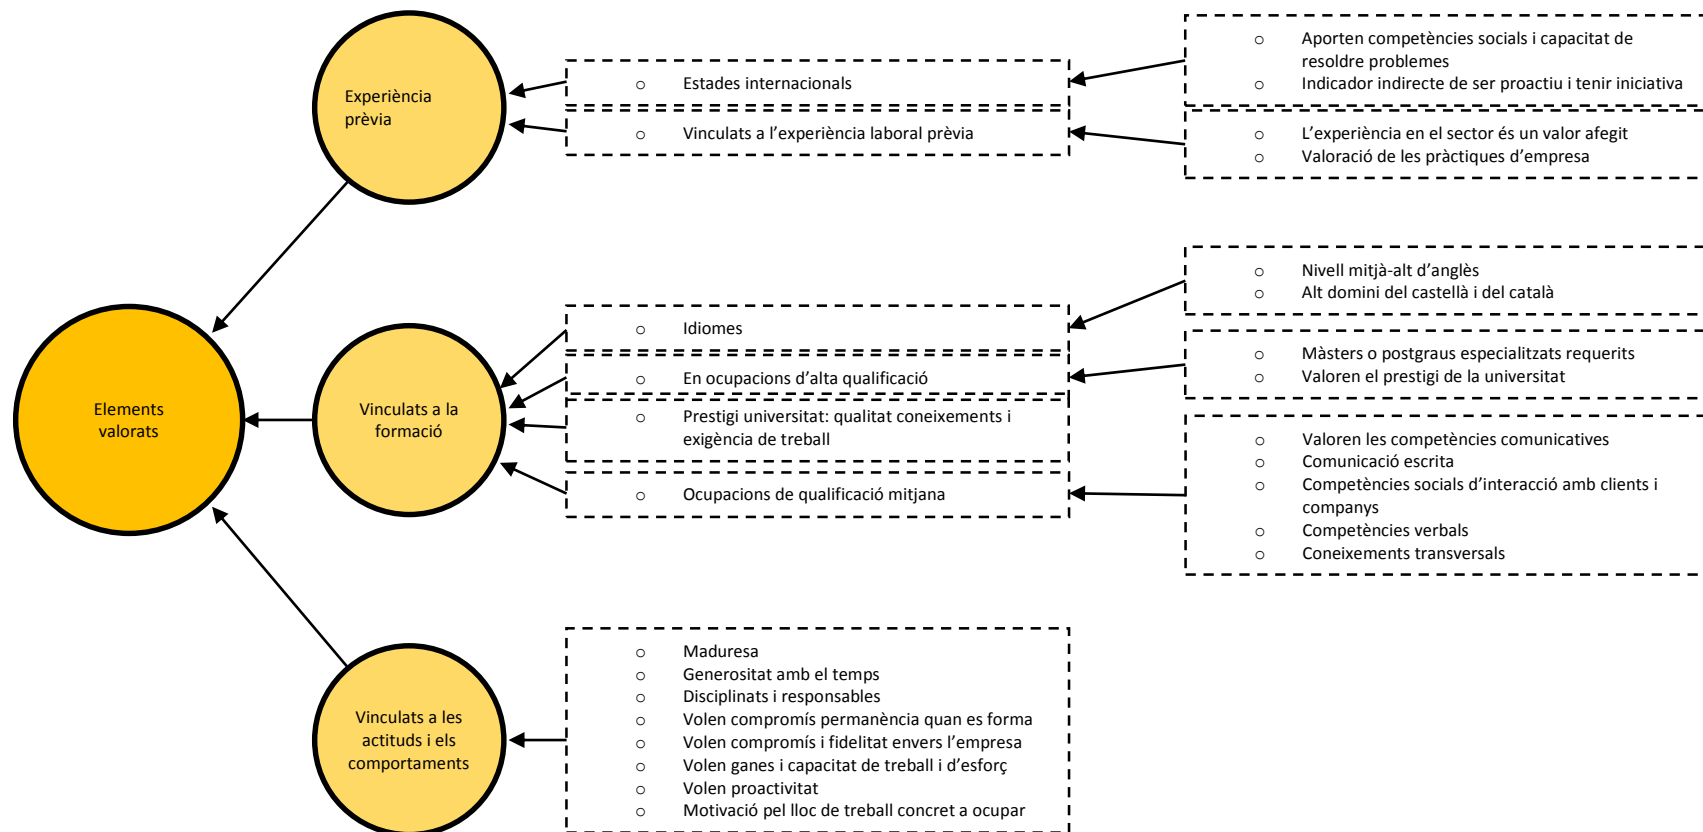 Experiència
prèvia
Estades internacionals
Vinculats a l’experiència laboral prèvia
Aporten competències socials i capacitat de
resoldre problemes
Indicador indirecte de ser proactiu i tenir iniciativa
L’experiència en el sector és un valor afegit
Valoració de les pràctiques d’empresa
Elements
valorats
Vinculats a la
formació
Idiomes
En ocupacions d’alta qualificació
Prestigi universitat: qualitat coneixements i
exigència de treball
Ocupacions de qualificació mitjana
Nivell mitjà-alt d’anglès
Alt domini del castellà i del català
Màsters o postgraus especialitzats requerits
Valoren el prestigi de la universitat
Valoren les competències comunicatives
Comunicació escrita
Competències socials d’interacció amb clients i
companys
Competències verbals
Coneixements transversals
Vinculats a les
actituds i els
comportaments
Maduresa
Generositat amb el temps
Disciplinats i responsables
Volen compromís permanència quan es forma
Volen compromís i fidelitat envers l’empresa
Volen ganes i capacitat de treball i d’esforç
Volen proactivitat
Motivació pel lloc de treball concret a ocupar